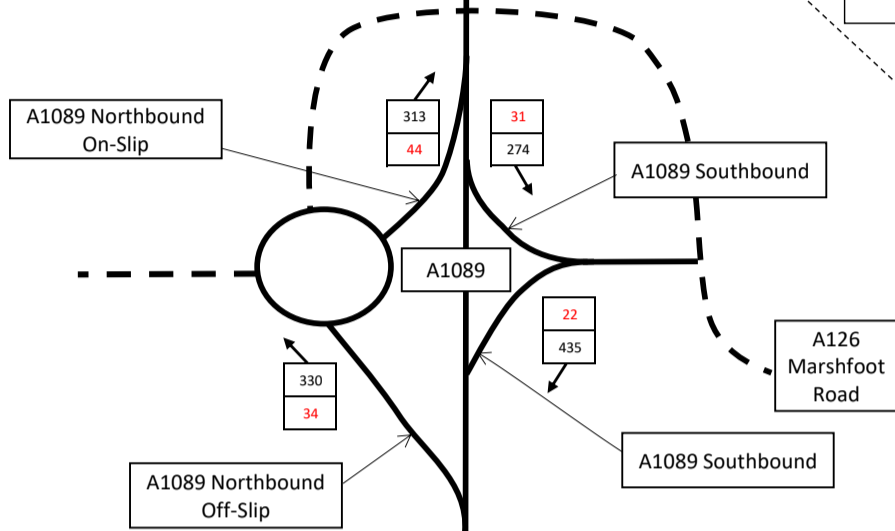 A1089 Northbound
On-Slip
313
44
31
274
A1089 Southbound
A1089
22
435
A126
Marshfoot
Road
330
34
A1089 Northbound
Off-Slip
A1089 Southbound